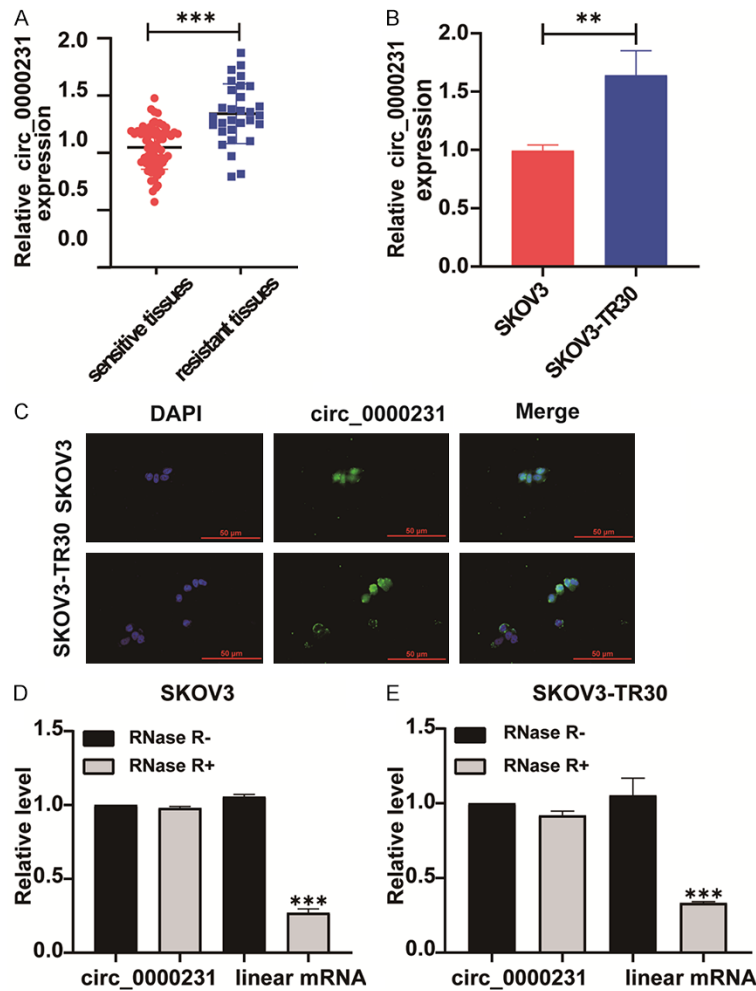 A
***
Relative circ_0000231
expression
2.0
1.5
1.0
0.5
0.0
sensitive tissues
resistant tissues
B
**
Relative circ_0000231
expression
2.0
1.5
1.0
0.5
0.0
SKOV3
SKOV3-TR30
C
DAPI
circ_0000231
Merge
SKOV3
50 µm
50 µm
50 µm
SKOV3-TR30
50 µm
50 µm
50 µm
D
SKOV3
Relative level
1.5
1.0
0.5
0.0
RNase R-
RNase R+
***
circ_0000231
linear mRNA
E
SKOV3-TR30
Relative level
1.5
1.0
0.5
0.0
RNase R-
RNase R+
***
circ_0000231
linear mRNA